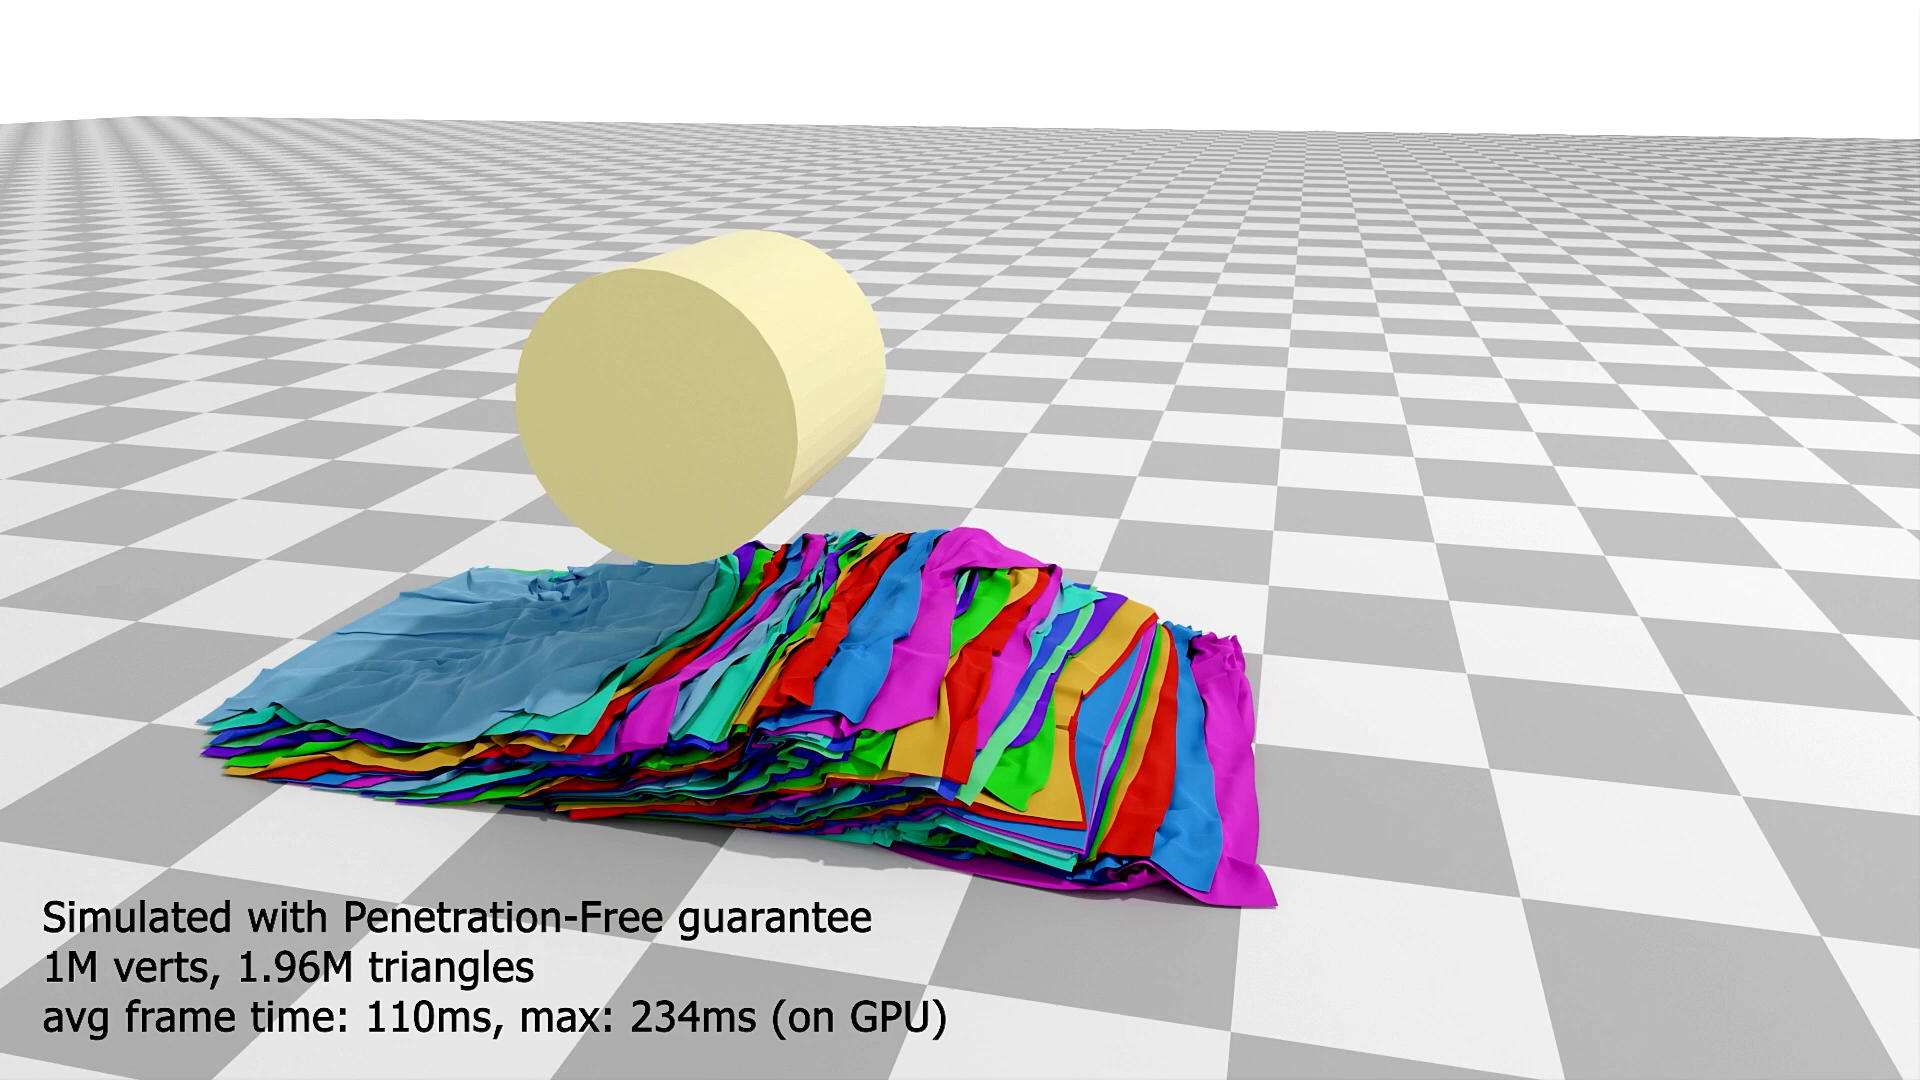 Simulated with Penetration-Free guarantee
1M verts, 1.96M triangles
avg frame time: 110ms, max: 234ms (on GPU)